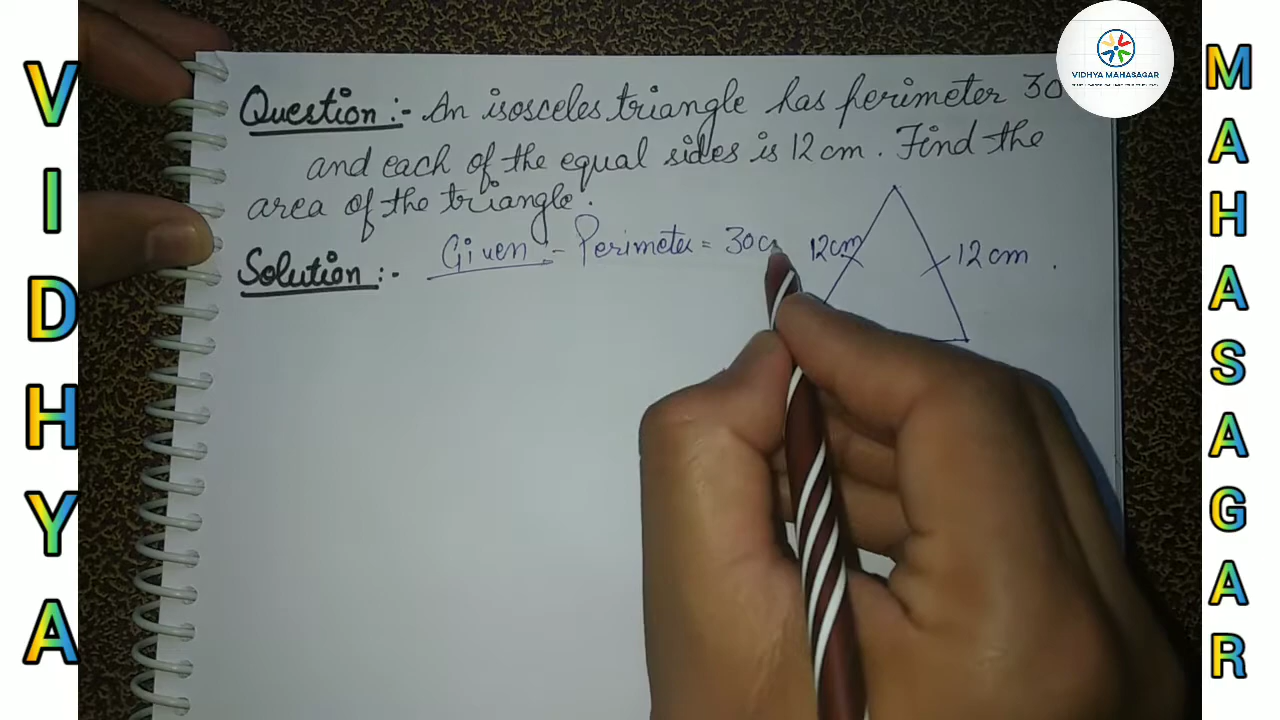 VIDHYA
MAHASAGAR
VIDHYA MAHASAGAR
Question :- An isosceles triangle has perimeter 30
and each of the equal sides is 12 cm. Find the
area of the triangle.
Solution :- Given :- Perimeter = 30c
12cm
12 cm.